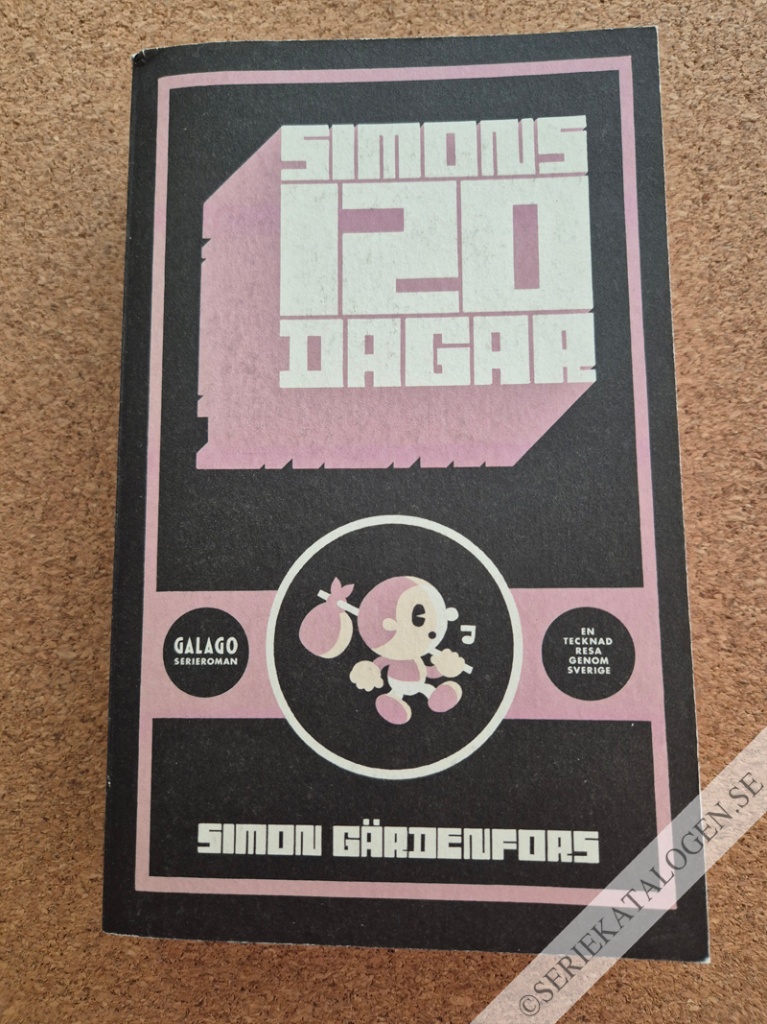 SIMONS
120
DAGAR
GALAGO
SERIEROMAN
EN
TECKNAD
RESA
GENOM
SVERIGE
SIMON GÄRDENFORS
©SERIEKATALOGEN.SE